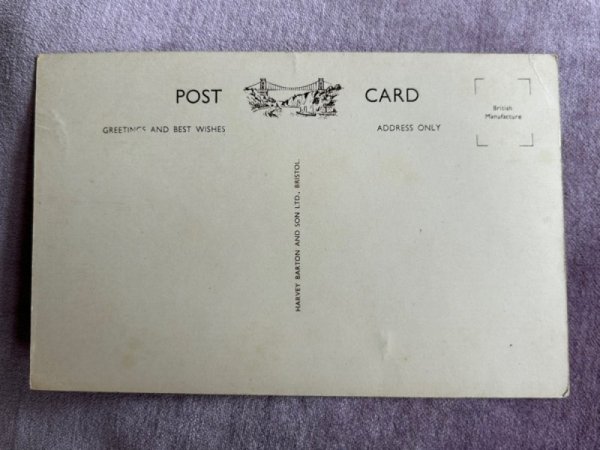 POST CARD
GREETINGS AND BEST WISHES
ADDRESS ONLY
British
Manufacture
HARVEY BARTON AND SON LTD., BRISTOL